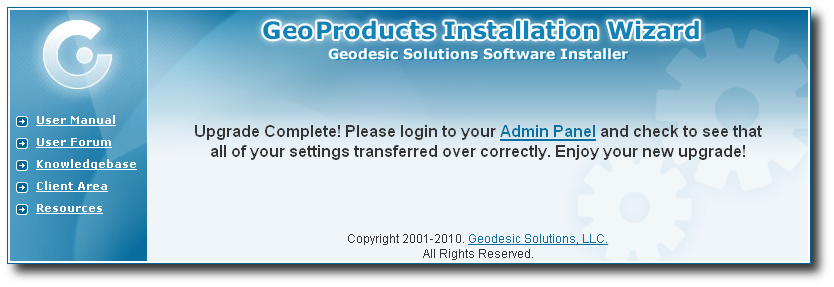 GeoProducts Installation Wizard
Geodesic Solutions Software Installer
User Manual
User Forum
Knowledgebase
Client Area
Resources
Upgrade Complete! Please login to your Admin Panel and check to see that
all of your settings transferred over correctly. Enjoy your new upgrade!
Copyright 2001-2010. Geodesic Solutions, LLC.
All Rights Reserved.